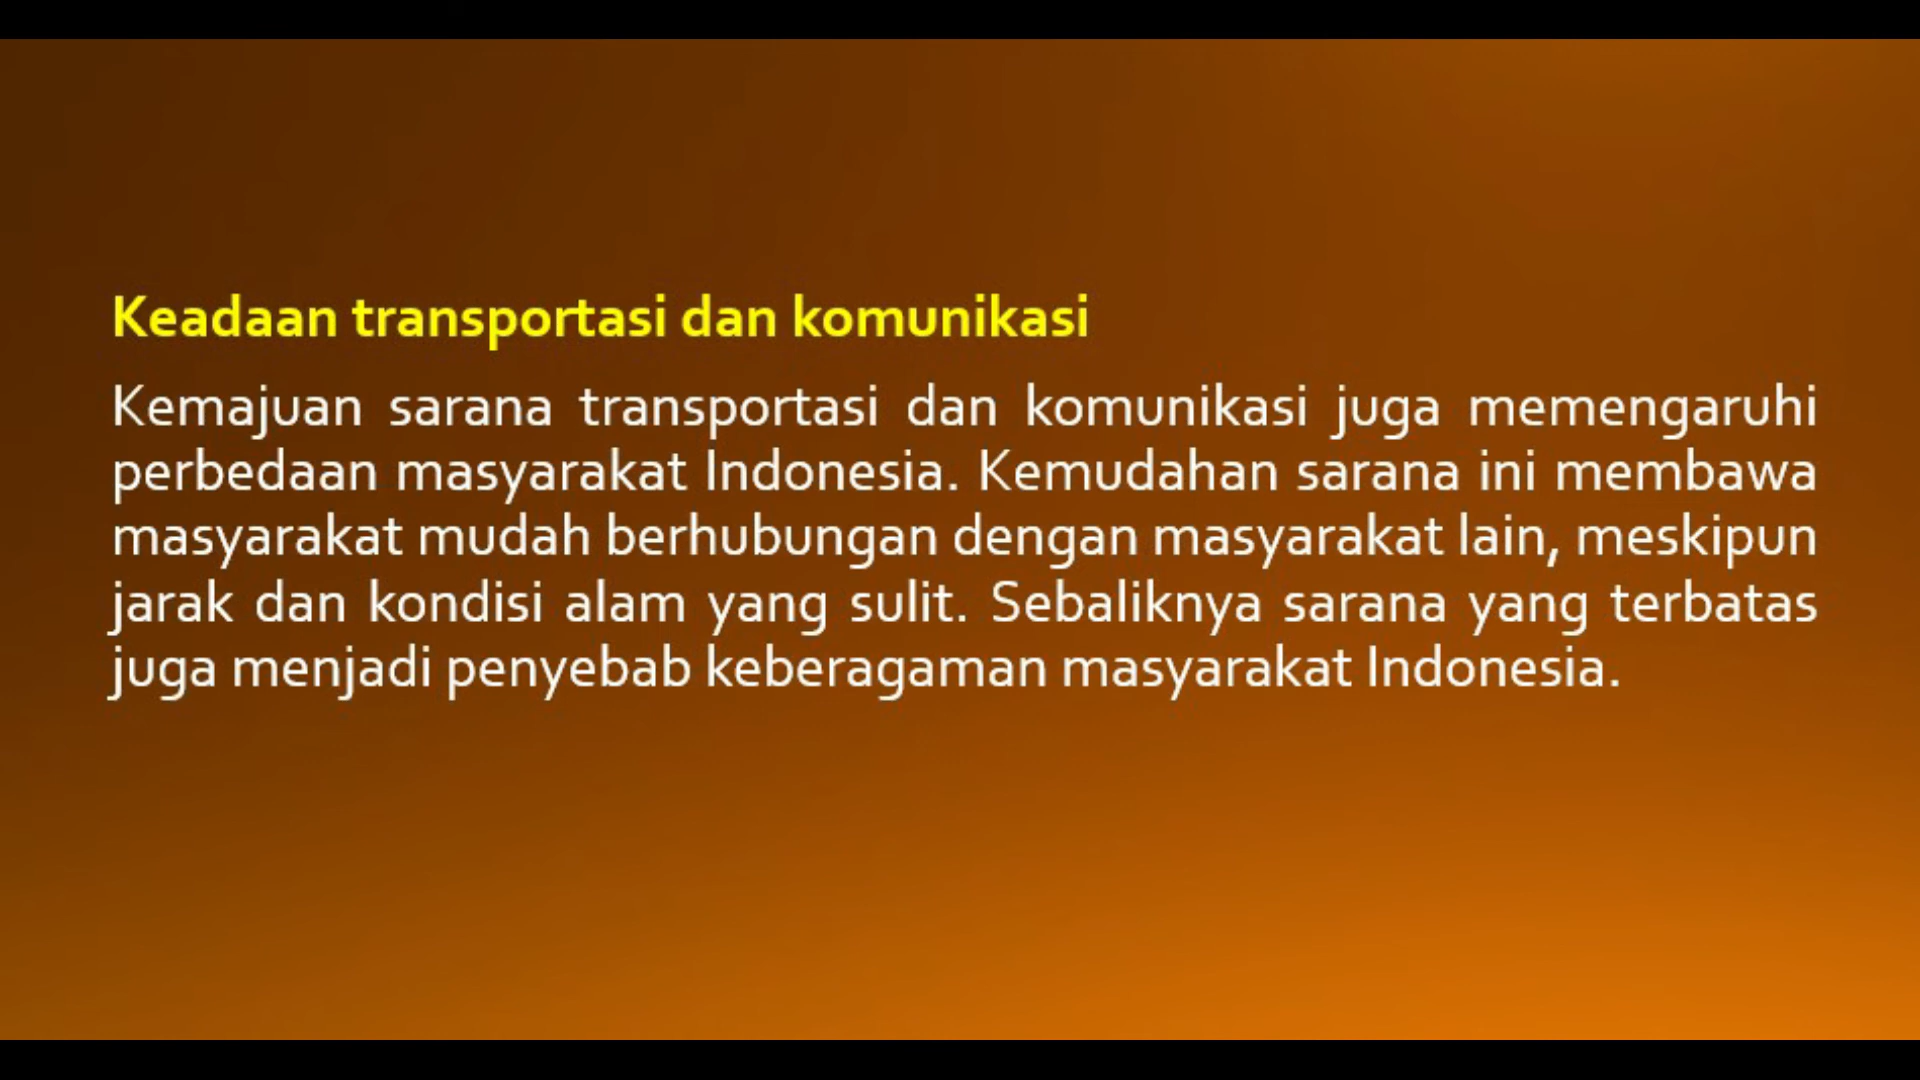 Keadaan transportasi dan komunikasi
Kemajuan sarana transportasi dan komunikasi juga memengaruhi
perbedaan masyarakat Indonesia. Kemudahan sarana ini membawa
masyarakat mudah berhubungan dengan masyarakat lain, meskipun
jarak dan kondisi alam yang sulit. Sebaliknya sarana yang terbatas
juga menjadi penyebab keberagaman masyarakat Indonesia.